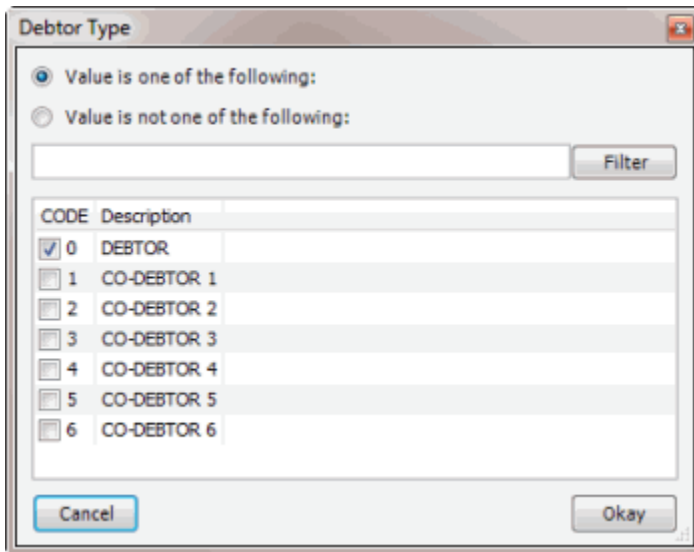 Debtor Type
Value is one of the following:
Value is not one of the following:
Filter
CODE Description
0 DEBTOR
1 CO-DEBTOR 1
2 CO-DEBTOR 2
3 CO-DEBTOR 3
4 CO-DEBTOR 4
5 CO-DEBTOR 5
6 CO-DEBTOR 6
Cancel Okay